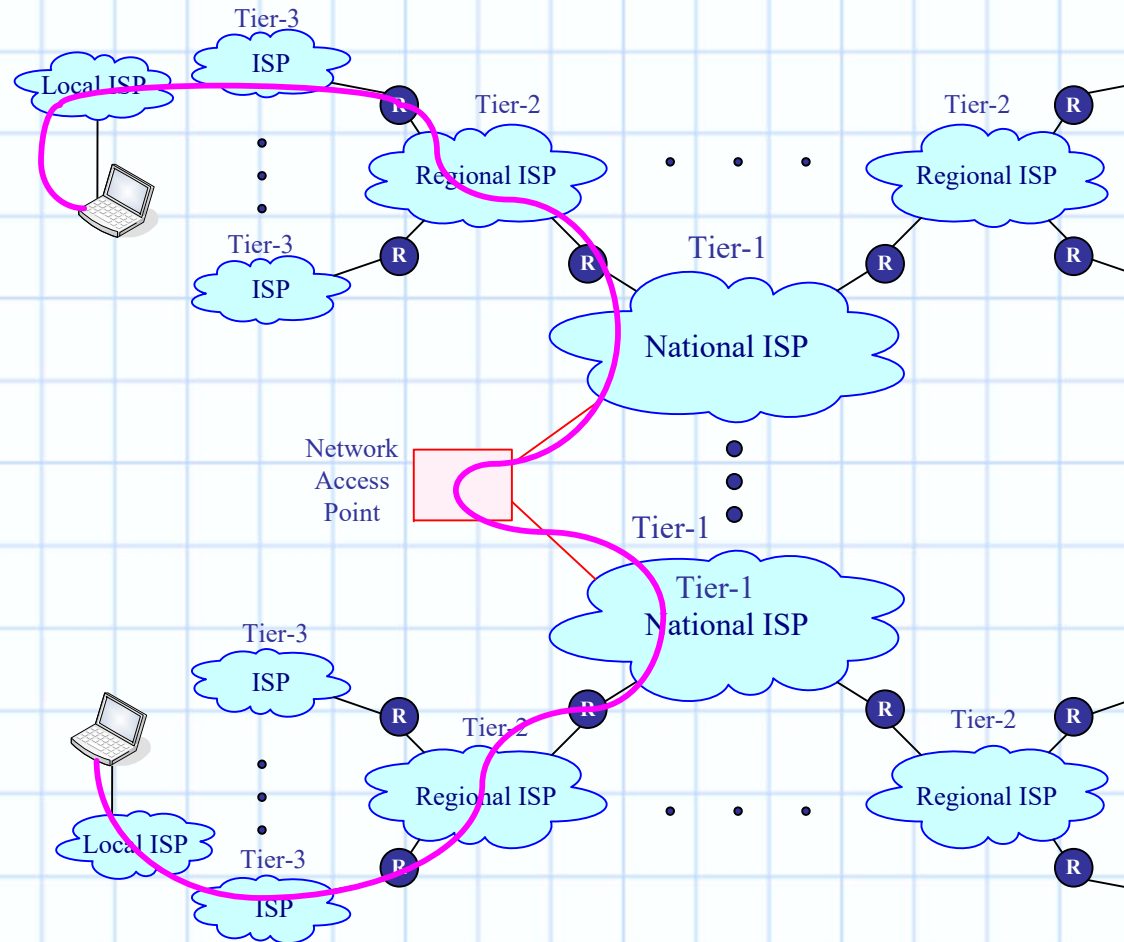 Tier-3
ISP
Local ISP
R
Tier-2
Tier-2
R
Regional ISP
Regional ISP
Tier-3
ISP
R
R
Tier-1
R
R
National ISP
Network
Access
Point
Tier-1
Tier-1
National ISP
Tier-3
ISP
R
R
R
R
Tier-2
Tier-2
Regional ISP
Regional ISP
Local ISP
Tier-3
ISP
R
R